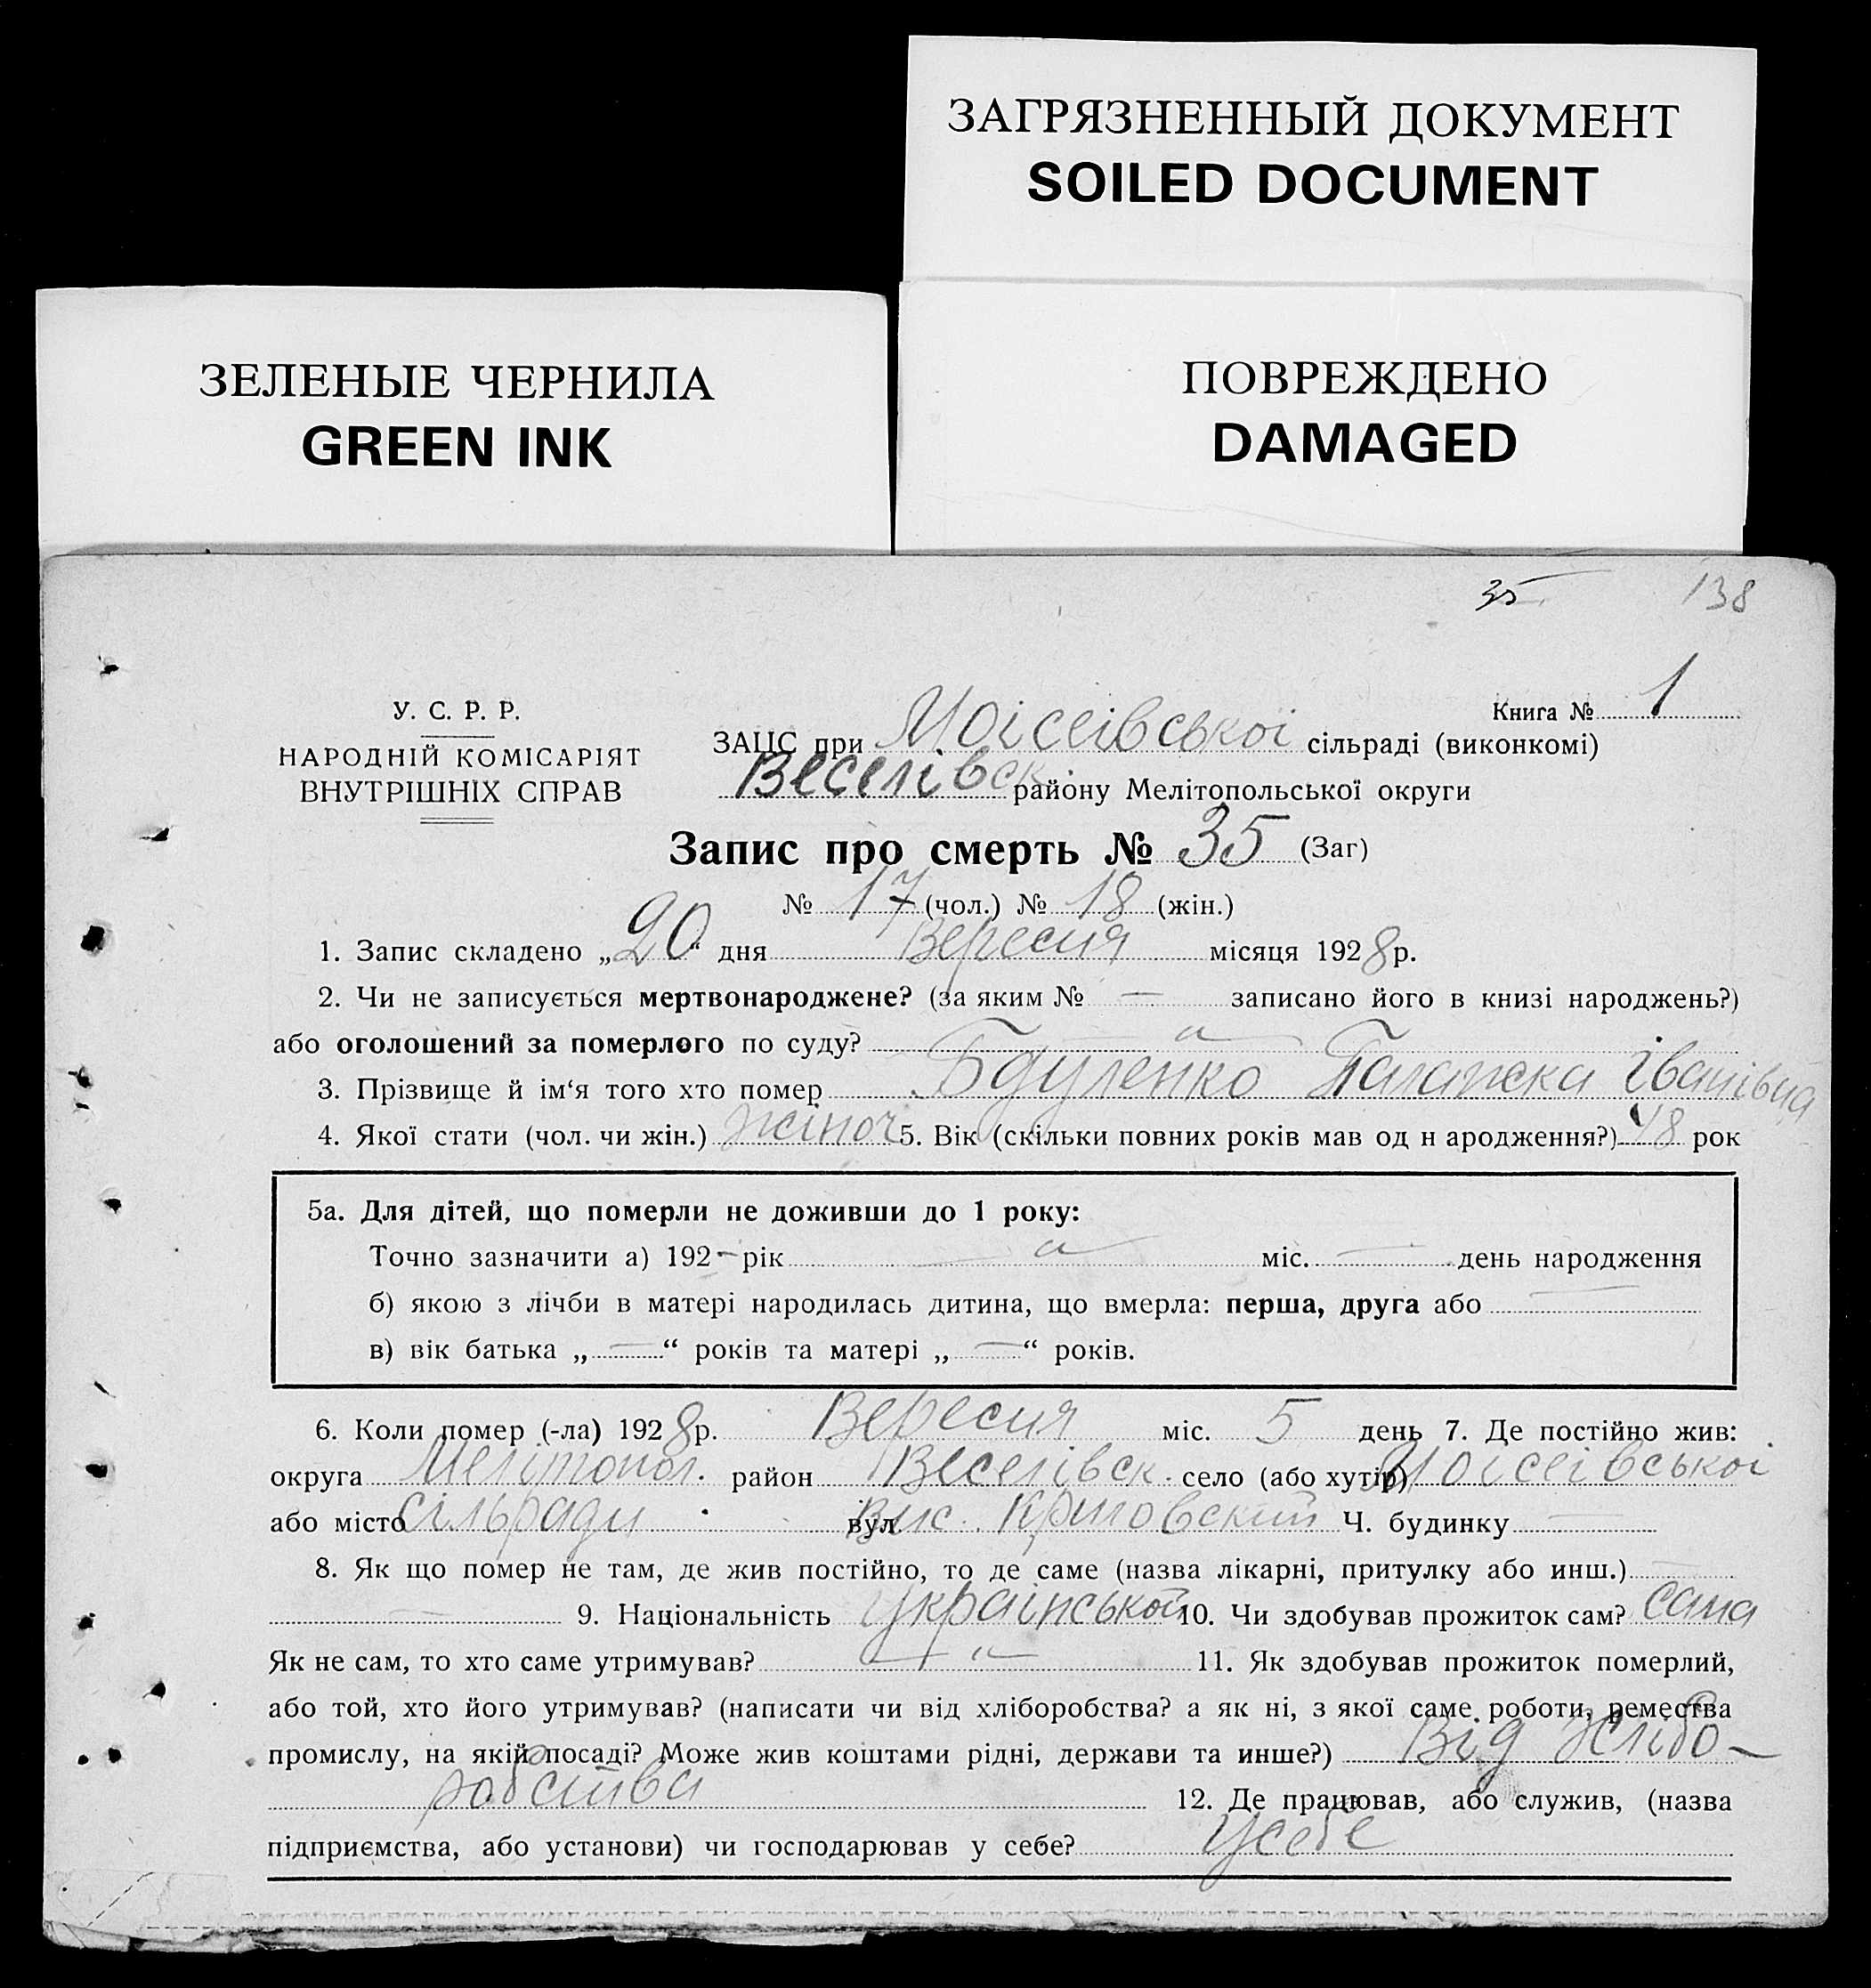 ЗАГРЯЗНЕННЫЙ ДОКУМЕНТ
SOILED DOCUMENT
ЗЕЛЕНЫЕ ЧЕРНИЛА
GREEN INK
ПОВРЕЖДЕНО
DAMAGED
35 138
У. С. Р. Р.
НАРОДНІЙ КОМІСАРІЯТ
ВНУТРІШНІХ СПРАВ
Книга № 1
ЗАЦС при Моісеівської сільраді (виконкомі)
Веселівск. району Мелітопольської округи
Запис про смерть № 35 (Заг)
№ 17 (чол.) № 18 (жін.)
1. Запис складено „20“ дня Вересня місяця 1928 р.
2. Чи не записується мертвонароджене? (за яким № — записано його в книзі народжень?)
або оголошений за померлого по суду?
3. Прізвище й ім‘я того хто помер Бдуленко Палажка Іванівна
4. Якої стати (чол. чи жін.) жіноч 5. Вік (скільки повних років мав од н ародження?) 48 рок
5а. Для дітей, що померли не доживши до 1 року:
Точно зазначити а) 192— рік — міс. — день народження
б) якою з лічби в матері народилась дитина, що вмерла: перша, друга або —
в) вік батька „—“ років та матері „—“ років.
6. Коли помер (-ла) 1928 р. Вересня міс. 5 день 7. Де постійно жив:
округа Мелітопол. район Веселівск. село (або хутір) Моісеівської
або місто сільради вул. Ч. будинку —
8. Як що помер не там, де жив постійно, то де саме (назва лікарні, притулку або инш.) —
— 9. Національність Української 10. Чи здобував прожиток сам? сама
Як не сам, то хто саме утримував? —„— 11. Як здобував прожиток померлий,
або той, хто його утримував? (написати чи від хліборобства? а як ні, з якої саме роботи, ремества
промислу, на якій посаді? Може жив коштами рідні, держави та инше?) Від хлібо-
робства 12. Де працював, або служив, (назва
підприємства, або установи) чи господарював у себе? У себе